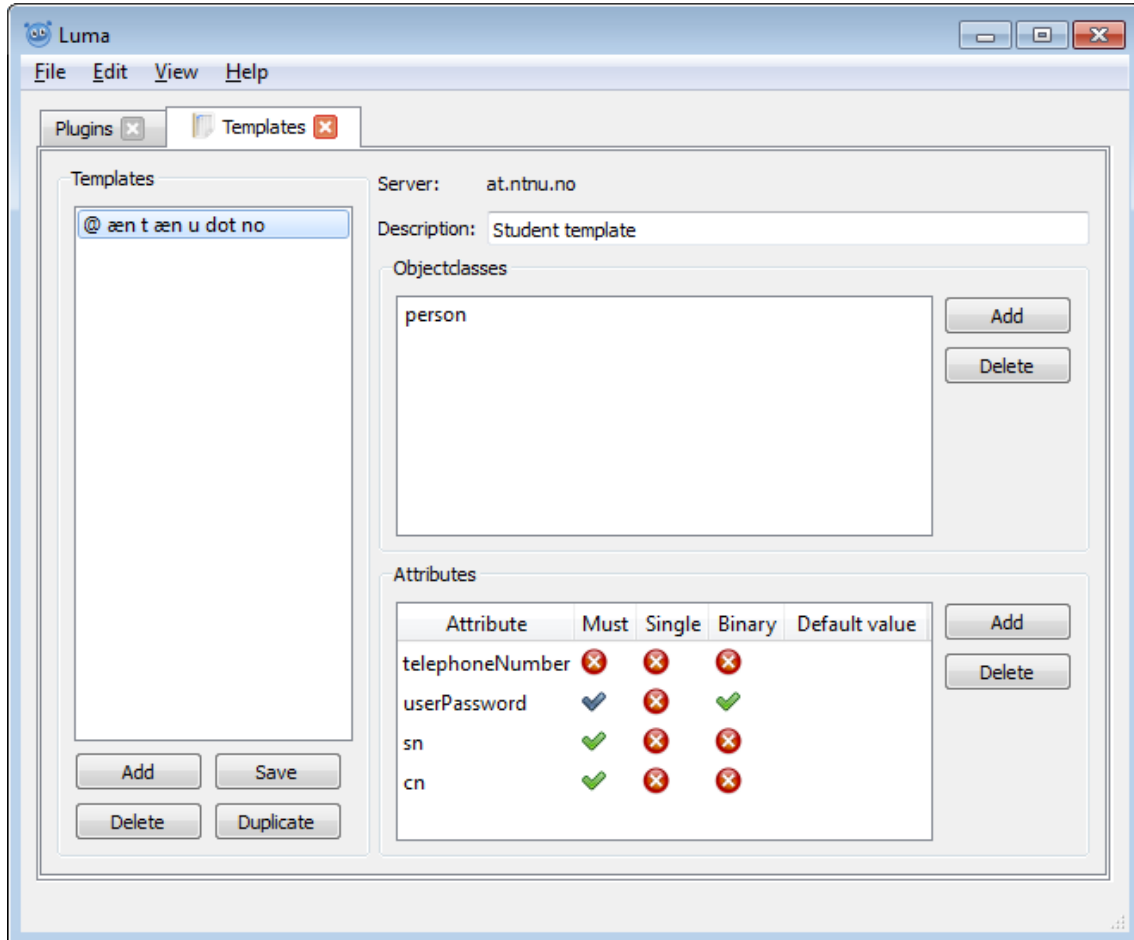 Luma
File Edit View Help
Plugins Templates
Templates
@ æn t æn u dot no
Add Save
Delete Duplicate
Server: at.ntnu.no
Description: Student template
Objectclasses
person
Add
Delete
Attributes
Attribute Must Single Binary Default value
telephoneNumber
userPassword
sn
cn
Add
Delete